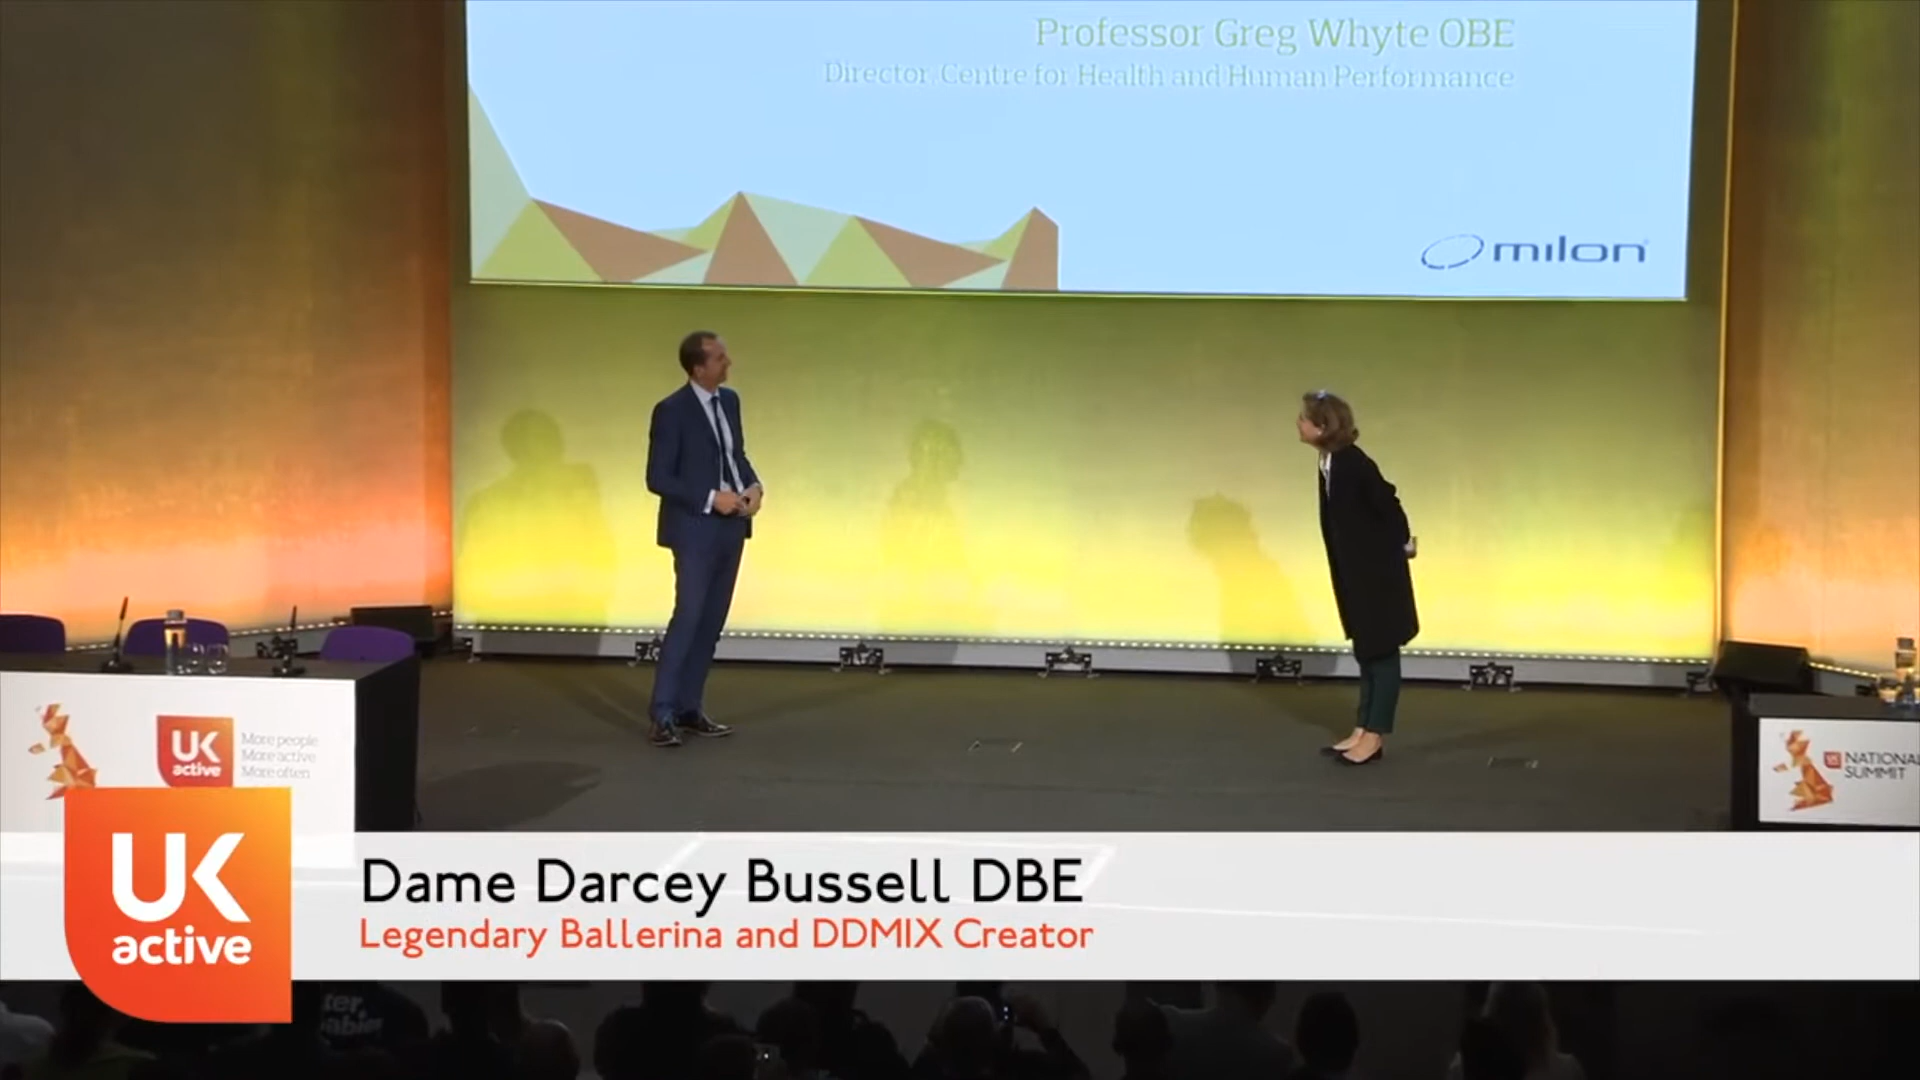 Professor Greg Whyte OBE
Director, Centre for Health and Human Performance
milon
UK
active
More people
More active
More often
NATIONAL
SUMMIT
Dame Darcey Bussell DBE
Legendary Ballerina and DDMIX Creator
UK
active